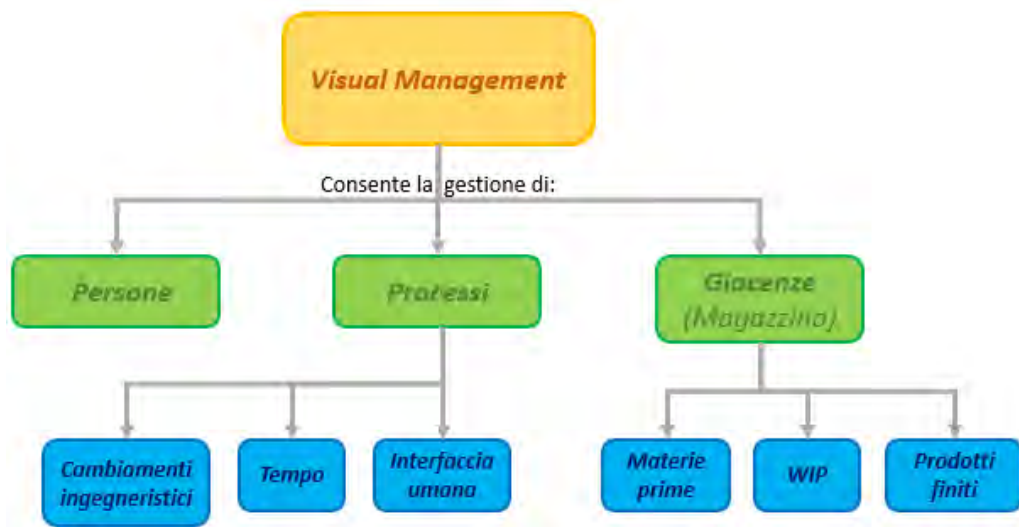 Visual Management
Consente la gestione di:
Persone
Processi
Giacenze
(Magazzino)
Cambiamenti
ingegneristici
Tempo
Interfaccia
umana
Materie
prime
WIP
Prodotti
finiti